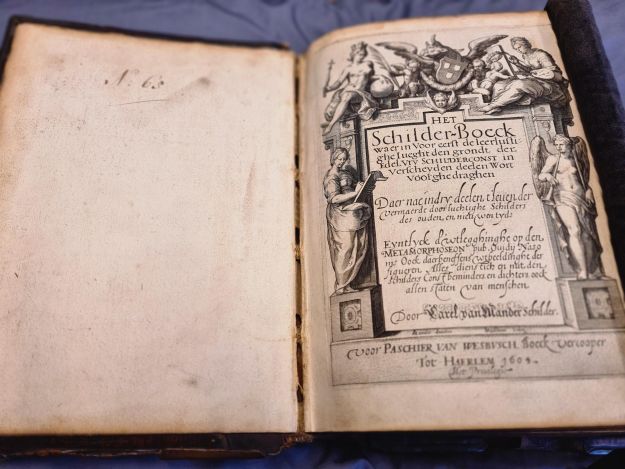 No. 63.
HET
Schilder-Boeck
waer in Voor eerst de leerlusti-
ghe Iueght den grondt der
Edel VRY SCHILDERCONST in
Verscheyden deelen Wort
Voorghedraghen
Daer nae in dry deelen t'leuen der
vermaerde doorluchtighe Schilders
des ouden, en nieuwen tyds
Eyntlyck d'wtlegghinghe op den
METAMORPHOSEON pub. Ouidij Naso-
nis. Oock daerbeneffens wtbeeldinghe der
figueren Alles dienstich en nut den
schilders Constbeminders en dichters oock
allen staten van menschen.
Door Carel van Mander Schilder.
Voor PASCHIER VAN WESBVSCH Boeck vercooper
Tot HAERLEM 1604.
Met Privilegie